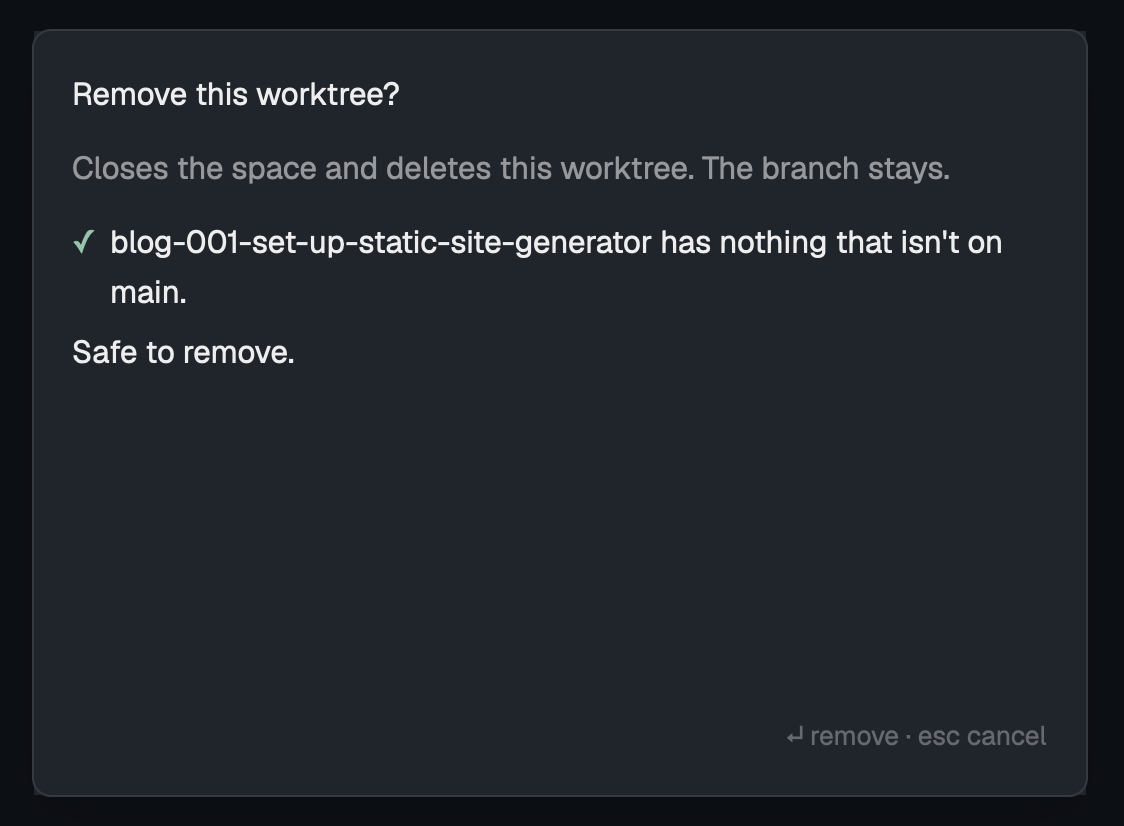 Remove this worktree?
Closes the space and deletes this worktree. The branch stays.
✓ blog-001-set-up-static-site-generator has nothing that isn't on
main.
Safe to remove.
↵ remove · esc cancel